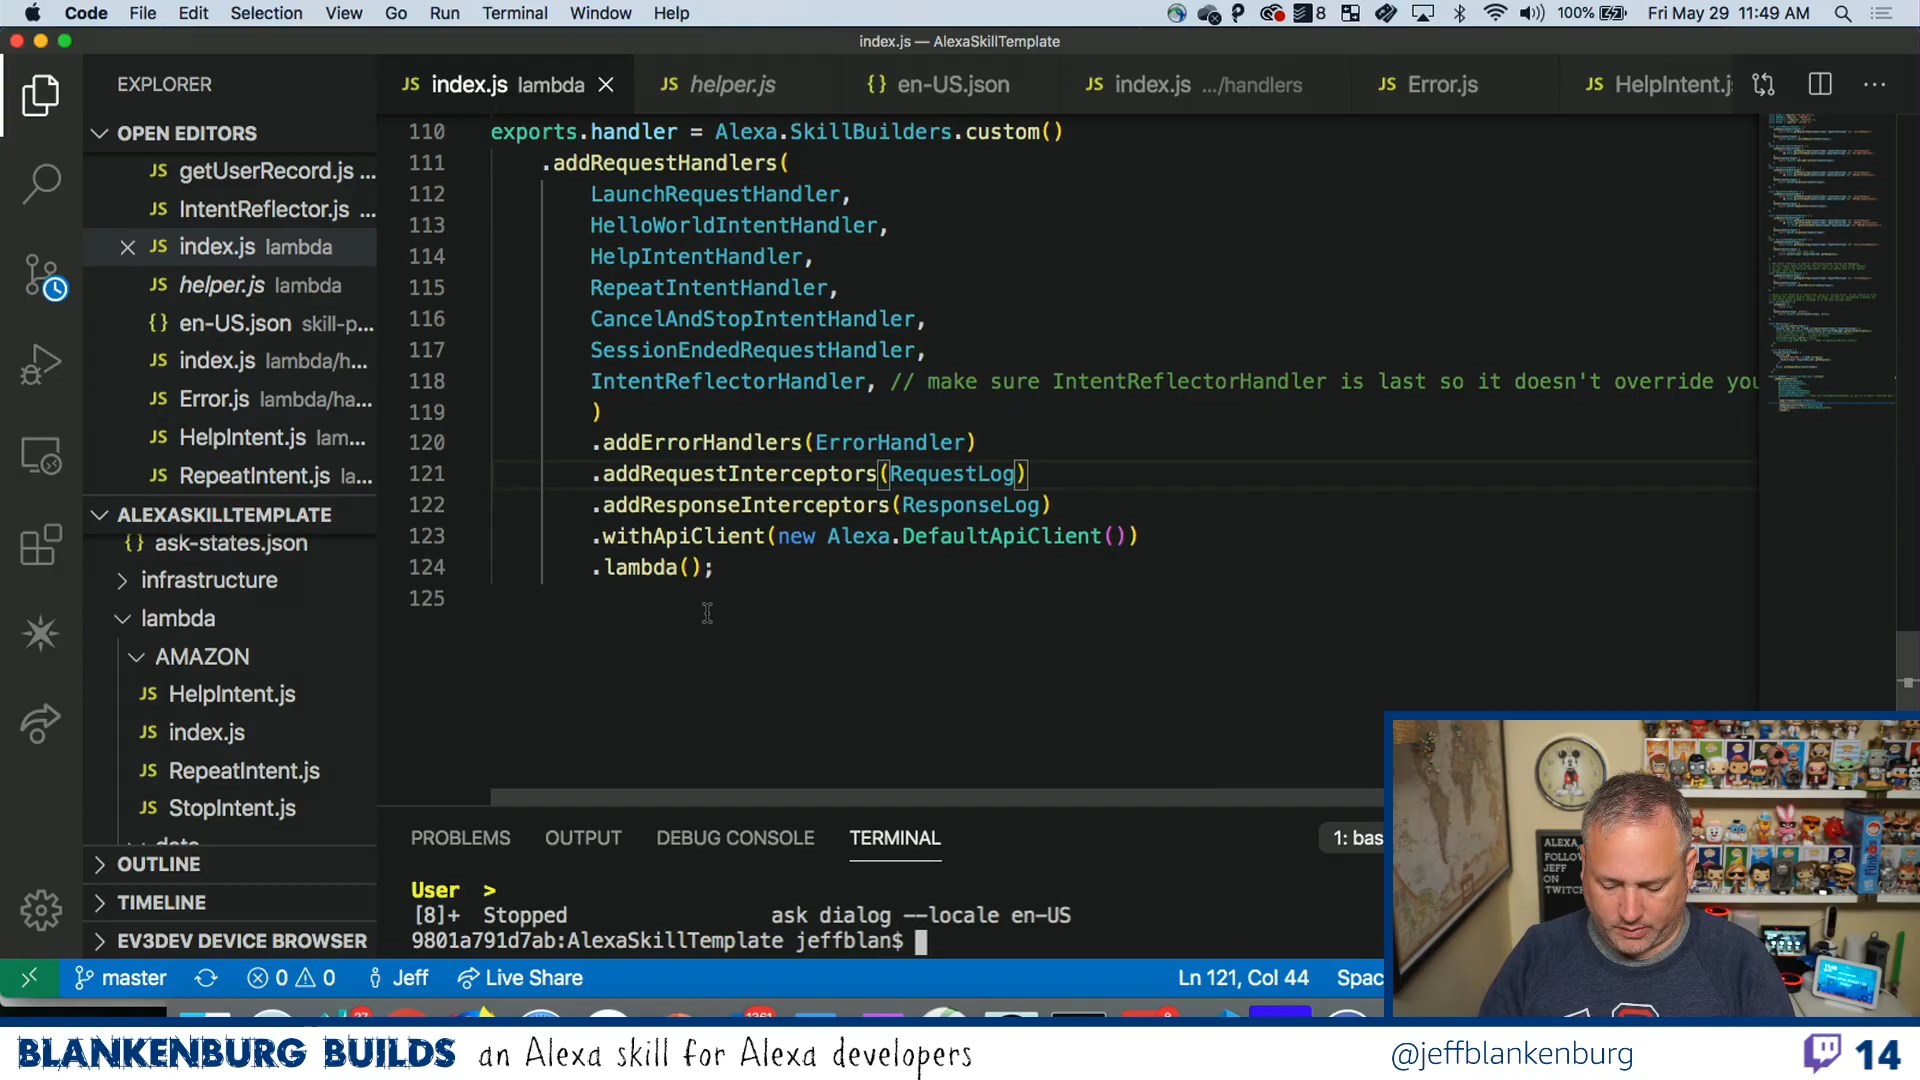 Code File Edit Selection View Go Run Terminal Window Help 8 100% Fri May 29 11:49 AM
index.js — AlexaSkillTemplate
EXPLORER
JS index.js lambda
JS helper.js
{} en-US.json
JS index.js .../handlers
JS Error.js
JS HelpIntent.j
OPEN EDITORS
JS getUserRecord.js ...
JS IntentReflector.js ...
JS index.js lambda
JS helper.js lambda
{} en-US.json skill-p...
JS index.js lambda/h...
JS Error.js lambda/ha...
JS HelpIntent.js lam...
JS RepeatIntent.js la...
ALEXASKILLTEMPLATE
{} ask-states.json
infrastructure
lambda
AMAZON
JS HelpIntent.js
JS index.js
JS RepeatIntent.js
JS StopIntent.js
data
OUTLINE
TIMELINE
EV3DEV DEVICE BROWSER
110 exports.handler = Alexa.SkillBuilders.custom()
111 .addRequestHandlers(
112 LaunchRequestHandler,
113 HelloWorldIntentHandler,
114 HelpIntentHandler,
115 RepeatIntentHandler,
116 CancelAndStopIntentHandler,
117 SessionEndedRequestHandler,
118 IntentReflectorHandler, // make sure IntentReflectorHandler is last so it doesn't override you
119 )
120 .addErrorHandlers(ErrorHandler)
121 .addRequestInterceptors(RequestLog)
122 .addResponseInterceptors(ResponseLog)
123 .withApiClient(new Alexa.DefaultApiClient())
124 .lambda();
125
PROBLEMS OUTPUT DEBUG CONSOLE TERMINAL 1: bas
User >
[8]+ Stopped ask dialog --locale en-US
9801a791d7ab:AlexaSkillTemplate jeffblan$
ALEXA,
FOLLOW
JEFF
ON
TWITCH
master 0 0 Jeff Live Share Ln 121, Col 44 Spac
27 1361 8
BLANKENBURG BUILDS an Alexa skill for Alexa developers @jeffblankenburg 14